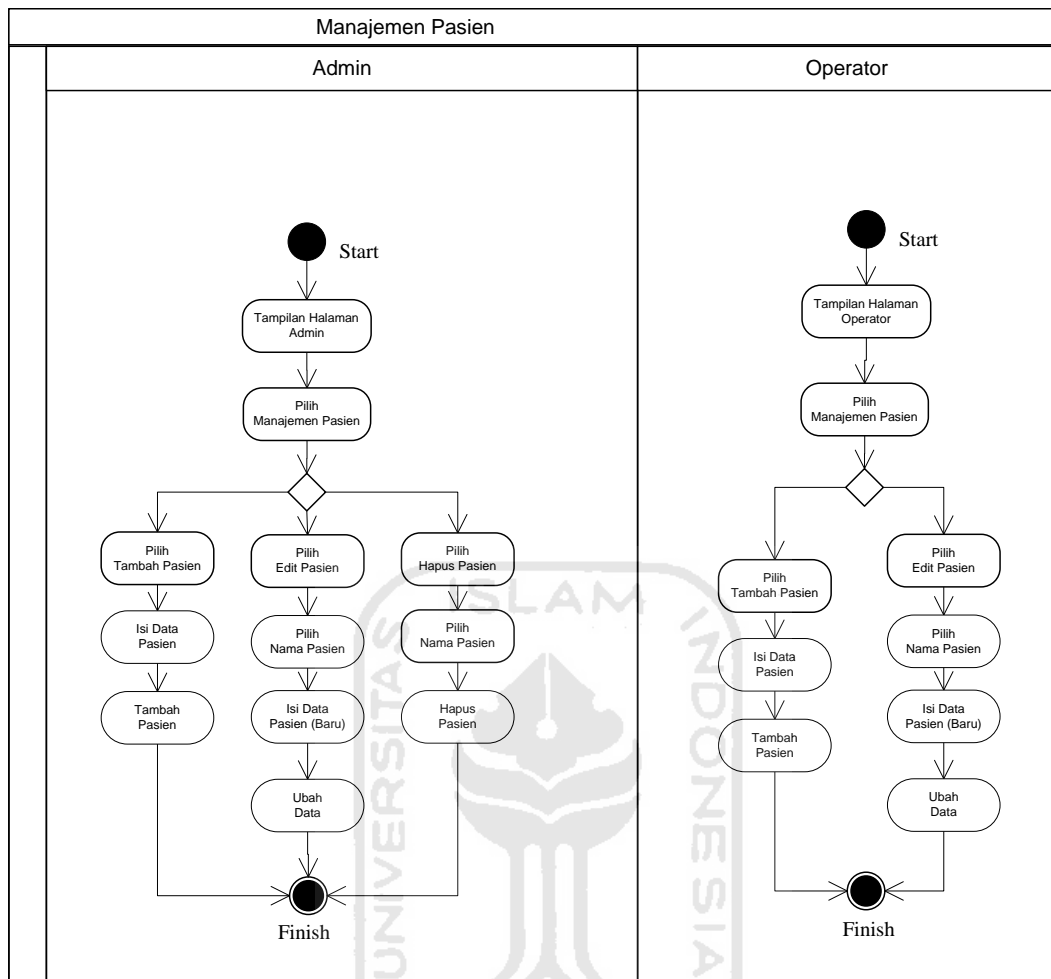 Manajemen Pasien
Admin
Operator
Start
Tampilan Halaman
Admin
Pilih
Manajemen Pasien
Pilih
Tambah Pasien
Isi Data
Pasien
Tambah
Pasien
Pilih
Edit Pasien
Pilih
Nama Pasien
Isi Data
Pasien (Baru)
Ubah
Data
Pilih
Hapus Pasien
Pilih
Nama Pasien
Hapus
Pasien
Finish
Start
Tampilan Halaman
Operator
Pilih
Manajemen Pasien
Pilih
Tambah Pasien
Isi Data
Pasien
Tambah
Pasien
Pilih
Edit Pasien
Pilih
Nama Pasien
Isi Data
Pasien (Baru)
Ubah
Data
Finish
UNIVERSITAS
ISLAM
INDONESIA